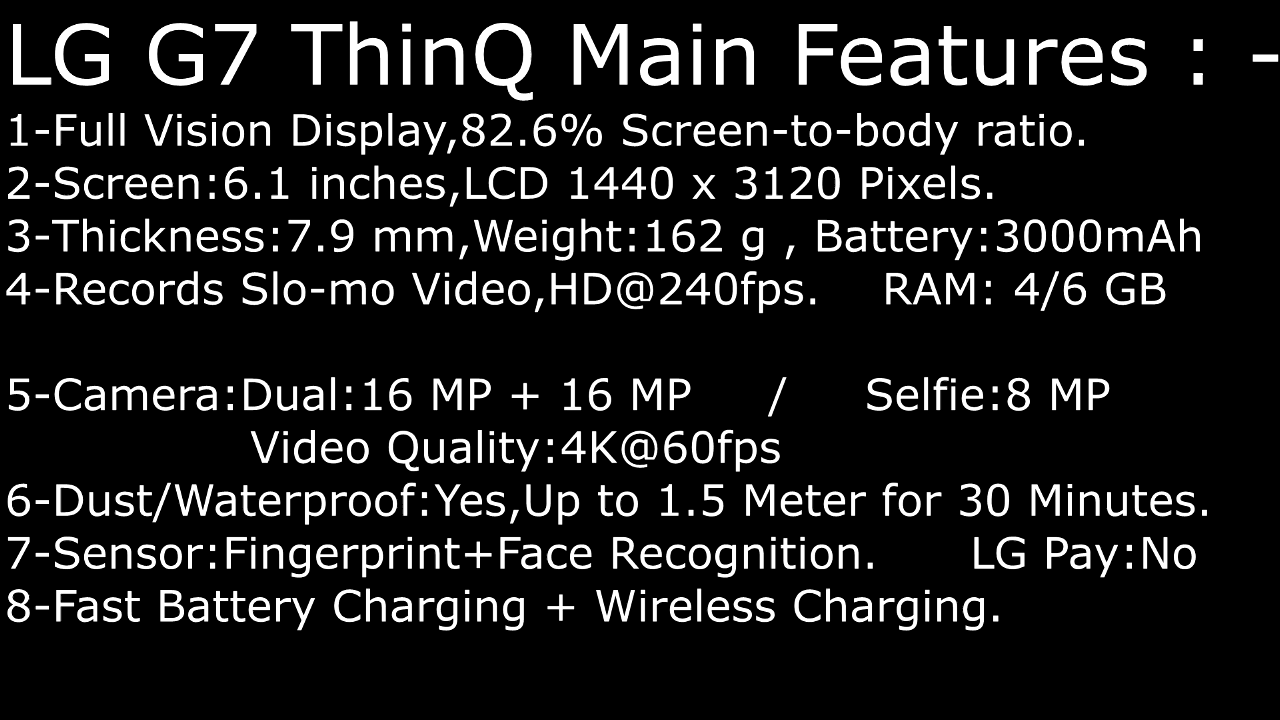 LG G7 ThinQ Main Features : -
1-Full Vision Display,82.6% Screen-to-body ratio.
2-Screen:6.1 inches,LCD 1440 x 3120 Pixels.
3-Thickness:7.9 mm,Weight:162 g , Battery:3000mAh
4-Records Slo-mo Video,HD@240fps. RAM: 4/6 GB
5-Camera:Dual:16 MP + 16 MP / Selfie:8 MP
Video Quality:4K@60fps
6-Dust/Waterproof:Yes,Up to 1.5 Meter for 30 Minutes.
7-Sensor:Fingerprint+Face Recognition. LG Pay:No
8-Fast Battery Charging + Wireless Charging.